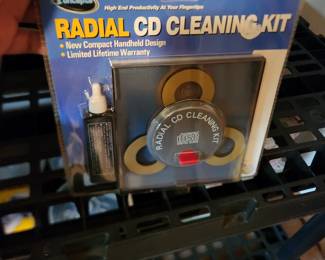 Concepts
High End Productivity At Your Fingertips
RADIAL CD CLEANING KIT
• New Compact Handheld Design
• Limited Lifetime Warranty
RADIAL CD CLEANING KIT